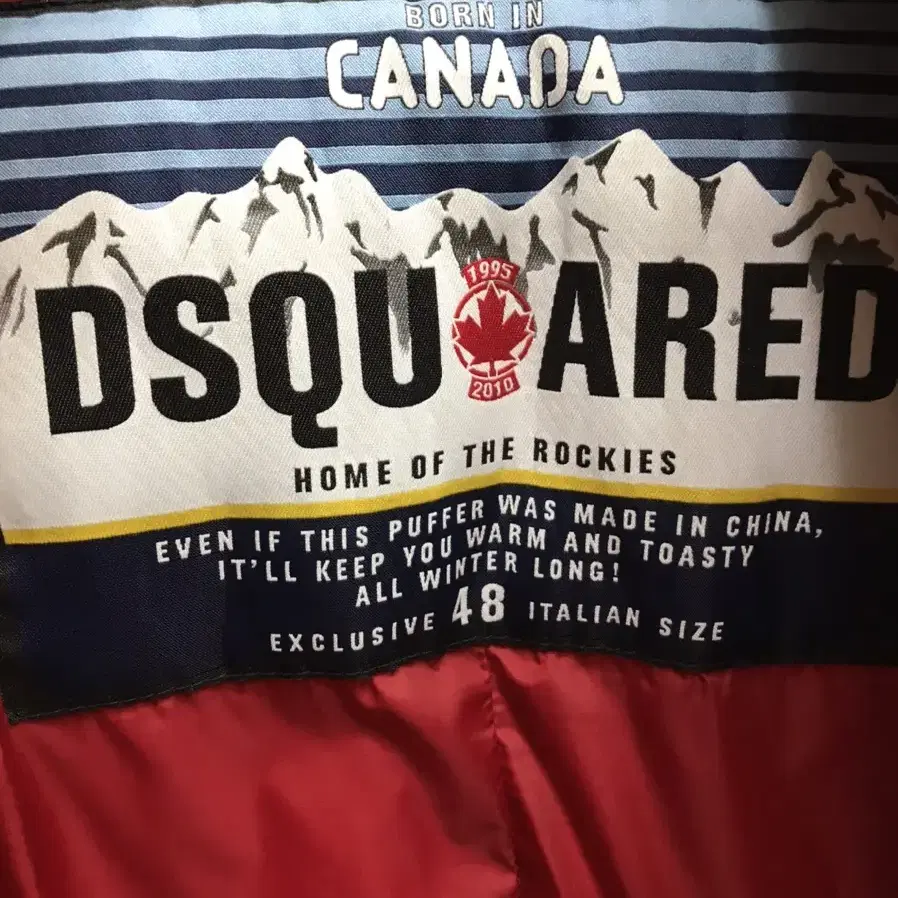 BORN IN
CANADA
1995
DSQU ARED
2010
HOME OF THE ROCKIES
EVEN IF THIS PUFFER WAS MADE IN CHINA,
IT'LL KEEP YOU WARM AND TOASTY
ALL WINTER LONG!
EXCLUSIVE 48 ITALIAN SIZE